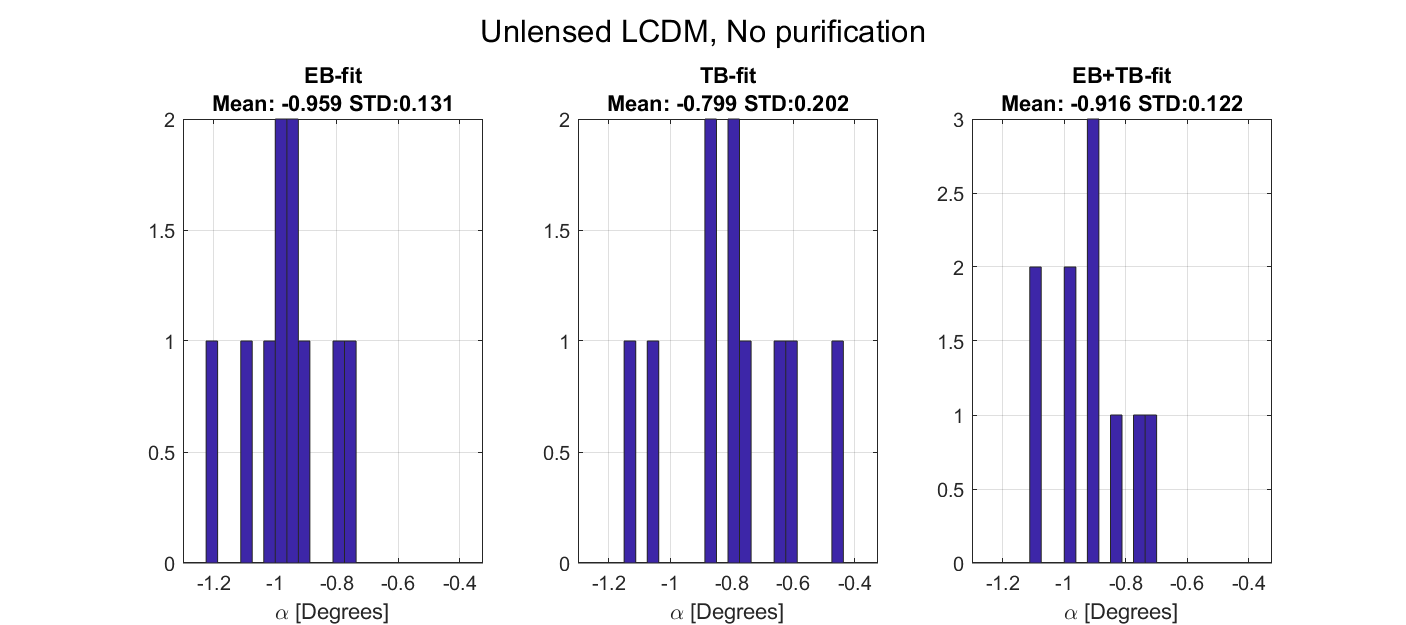 Unlensed LCDM, No purification
EB-fit
Mean: -0.959 STD:0.131
2
1.5
1
0.5
0
-1.2 -1 -0.8 -0.6 -0.4
α [Degrees]
TB-fit
Mean: -0.799 STD:0.202
2
1.5
1
0.5
0
-1.2 -1 -0.8 -0.6 -0.4
α [Degrees]
EB+TB-fit
Mean: -0.916 STD:0.122
3
2.5
2
1.5
1
0.5
0
-1.2 -1 -0.8 -0.6 -0.4
α [Degrees]